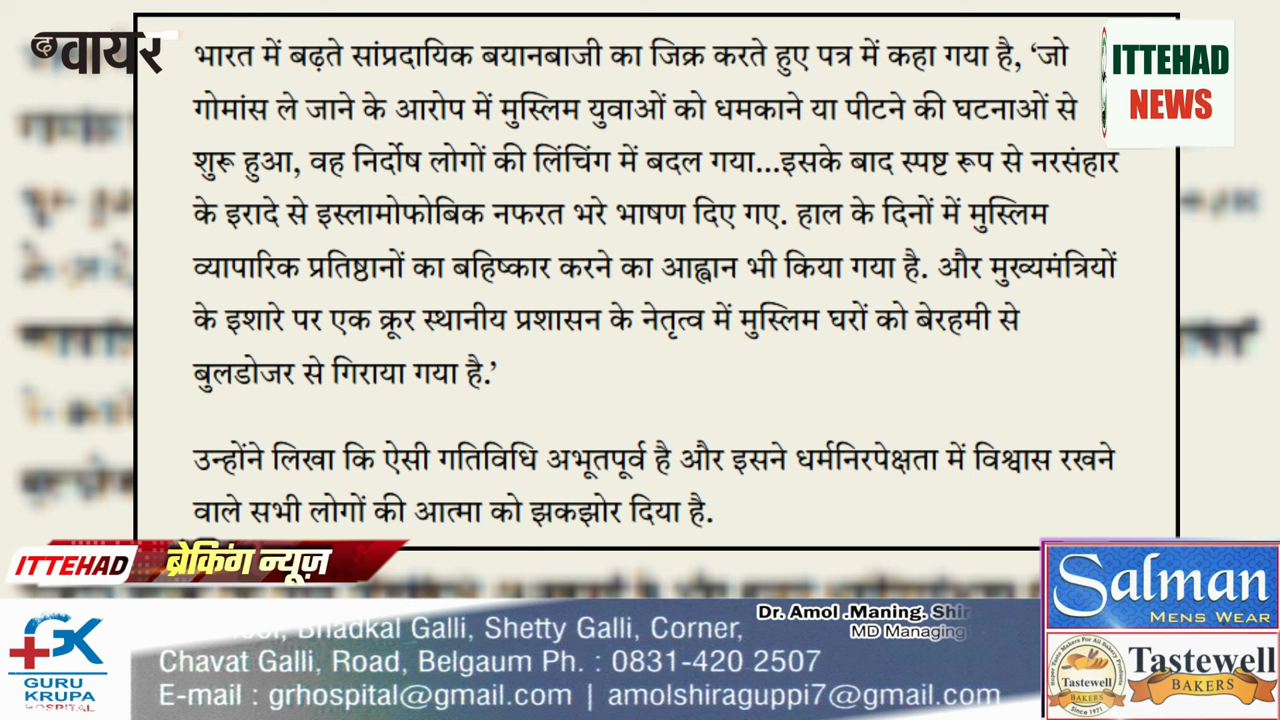 द वायर
ITTEHAD
NEWS
भारत में बढ़ते सांप्रदायिक बयानबाजी का जिक्र करते हुए पत्र में कहा गया है, ‘जो
गोमांस ले जाने के आरोप में मुस्लिम युवाओं को धमकाने या पीटने की घटनाओं से
शुरू हुआ, वह निर्दोष लोगों की लिंचिंग में बदल गया...इसके बाद स्पष्ट रूप से नरसंहार
के इरादे से इस्लामोफोबिक नफरत भरे भाषण दिए गए. हाल के दिनों में मुस्लिम
व्यापारिक प्रतिष्ठानों का बहिष्कार करने का आह्वान भी किया गया है. और मुख्यमंत्रियों
के इशारे पर एक क्रूर स्थानीय प्रशासन के नेतृत्व में मुस्लिम घरों को बेरहमी से
बुलडोजर से गिराया गया है.’
उन्होंने लिखा कि ऐसी गतिविधि अभूतपूर्व है और इसने धर्मनिरपेक्षता में विश्वास रखने
वाले सभी लोगों की आत्मा को झकझोर दिया है.
ITTEHAD ब्रेकिंग न्यूज़
GK
GURU
KRUPA
HOSPITAL
Dr. Amol .Maning. Shir
MD Managing
Bhadkal Galli, Shetty Galli, Corner,
Chavat Galli, Road, Belgaum Ph. : 0831-420 2507
E-mail : grhospital@gmail.com | amolshiraguppi7@gmail.com
Salman
MENS WEAR
Tastewell
Since 1971
Tastewell
BAKERS